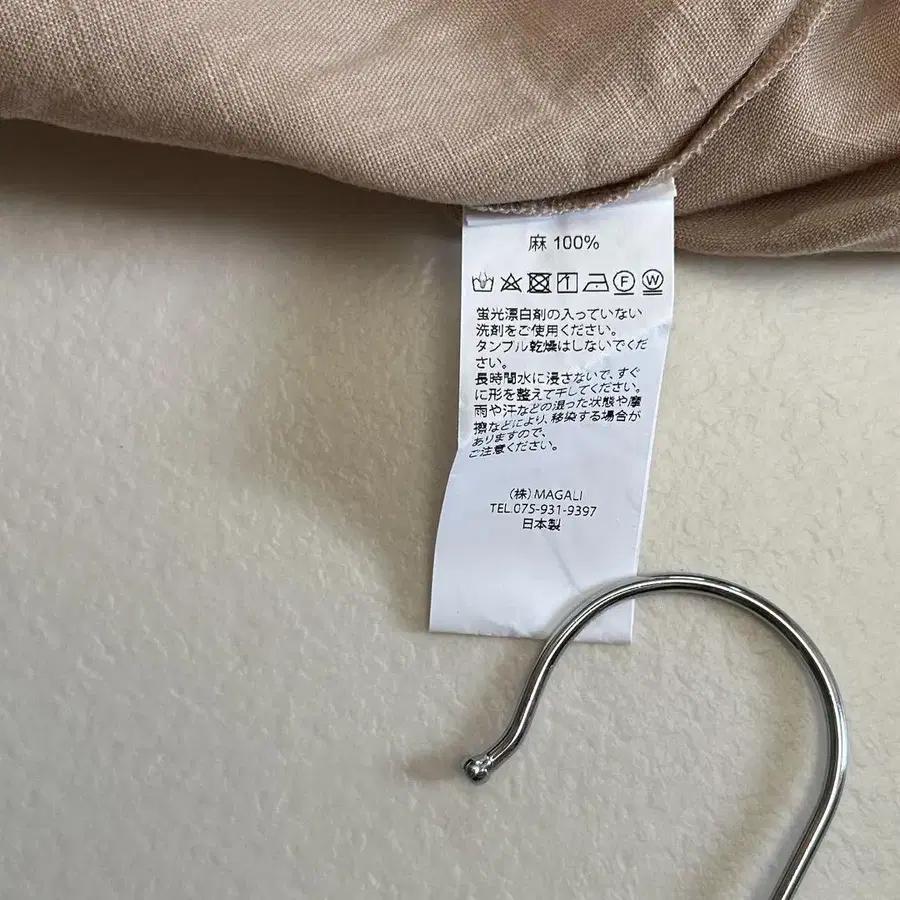 麻 100%
F W
蛍光漂白剤の入っていない
洗剤をご使用ください。
タンブル乾燥はしないでくだ
さい。
長時間水に浸さないで、すぐ
に形を整えて干してください。
雨や汗などの湿った状態や摩
擦などにより、移染する場合が
ありますので、
ご注意ください。
(株) MAGALI
TEL.075-931-9397
日本製